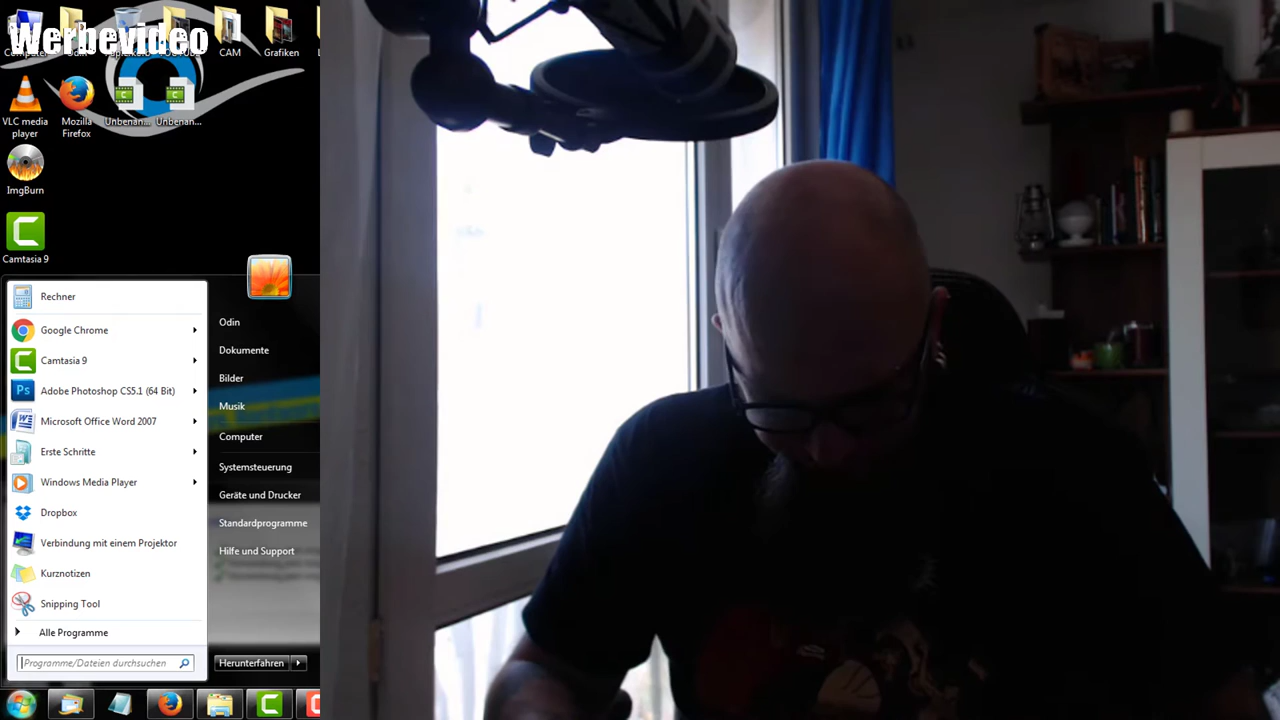 Werbevideo
CAM
Grafiken
VLC media
player
Mozilla
Firefox
Unbenan...
Unbenan...
ImgBurn
Camtasia 9
Rechner
Google Chrome
Camtasia 9
Adobe Photoshop CS5.1 (64 Bit)
Microsoft Office Word 2007
Erste Schritte
Windows Media Player
Dropbox
Verbindung mit einem Projektor
Kurznotizen
Snipping Tool
Alle Programme
Programme/Dateien durchsuchen
Odin
Dokumente
Bilder
Musik
Computer
Systemsteuerung
Geräte und Drucker
Standardprogramme
Hilfe und Support
Herunterfahren